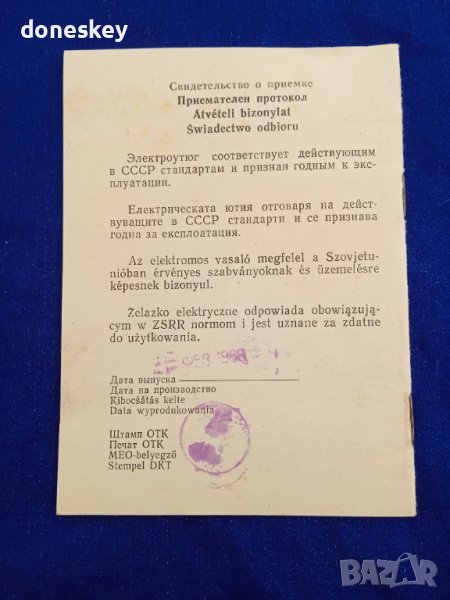 doneskey
Свидетельство о приемке
Приемателен протокол
Átvételi bizonylat
Świadectwo odbioru
Электроутюг соответствует действующим
в СССР стандартам и признан годным к экс-
плуатации.
Електрическата ютия отговаря на дейст-
вуващите в СССР стандарти и се признава
годна за експлоатация.
Az elektromos vasaló megfelel a Szovjetu-
nióban érvényes szabványoknak és üzemelésre
képesnek bizonyul.
Żelazko elektryczne odpowiada obowiązują-
cym w ZSRR normom i jest uznane za zdatne
do użytkowania.
ФЕВ 1988
Дата выпуска
Дата на производство
Kibocsátás kelte
Data wyprodukowania
Штамп ОТК
Печат ОТК
MEO-belyegző
Stempel DKT
BAZAR